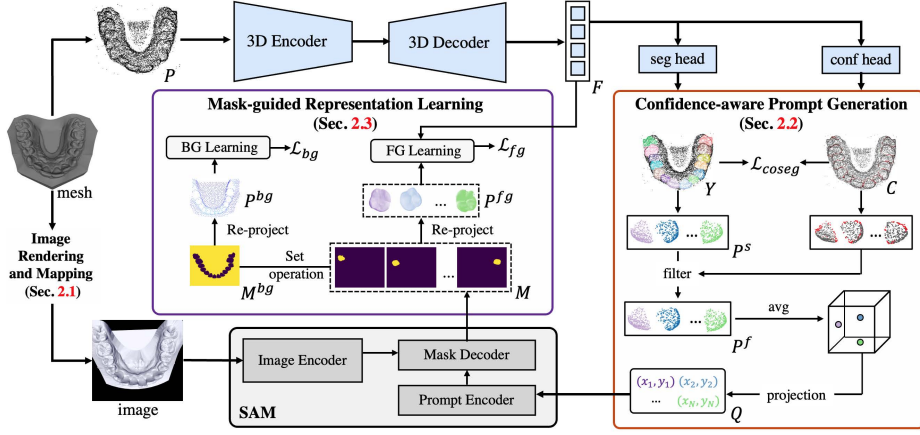 P
3D Encoder
3D Decoder
F
seg head
conf head
mesh
Mask-guided Representation Learning
(Sec. 2.3)
BG Learning
ℒ_bg
FG Learning
ℒ_fg
P^bg
...
P^fg
Re-project
Re-project
Set
operation
M^bg
...
M
Confidence-aware Prompt Generation
(Sec. 2.2)
Y
ℒ_coseg
C
...
P^s
...
filter
...
P^f
avg
projection
(x_1, y_1) (x_2, y_2)
... (x_N, y_N)
Q
Image
Rendering
and Mapping
(Sec. 2.1)
image
Image Encoder
Mask Decoder
Prompt Encoder
SAM